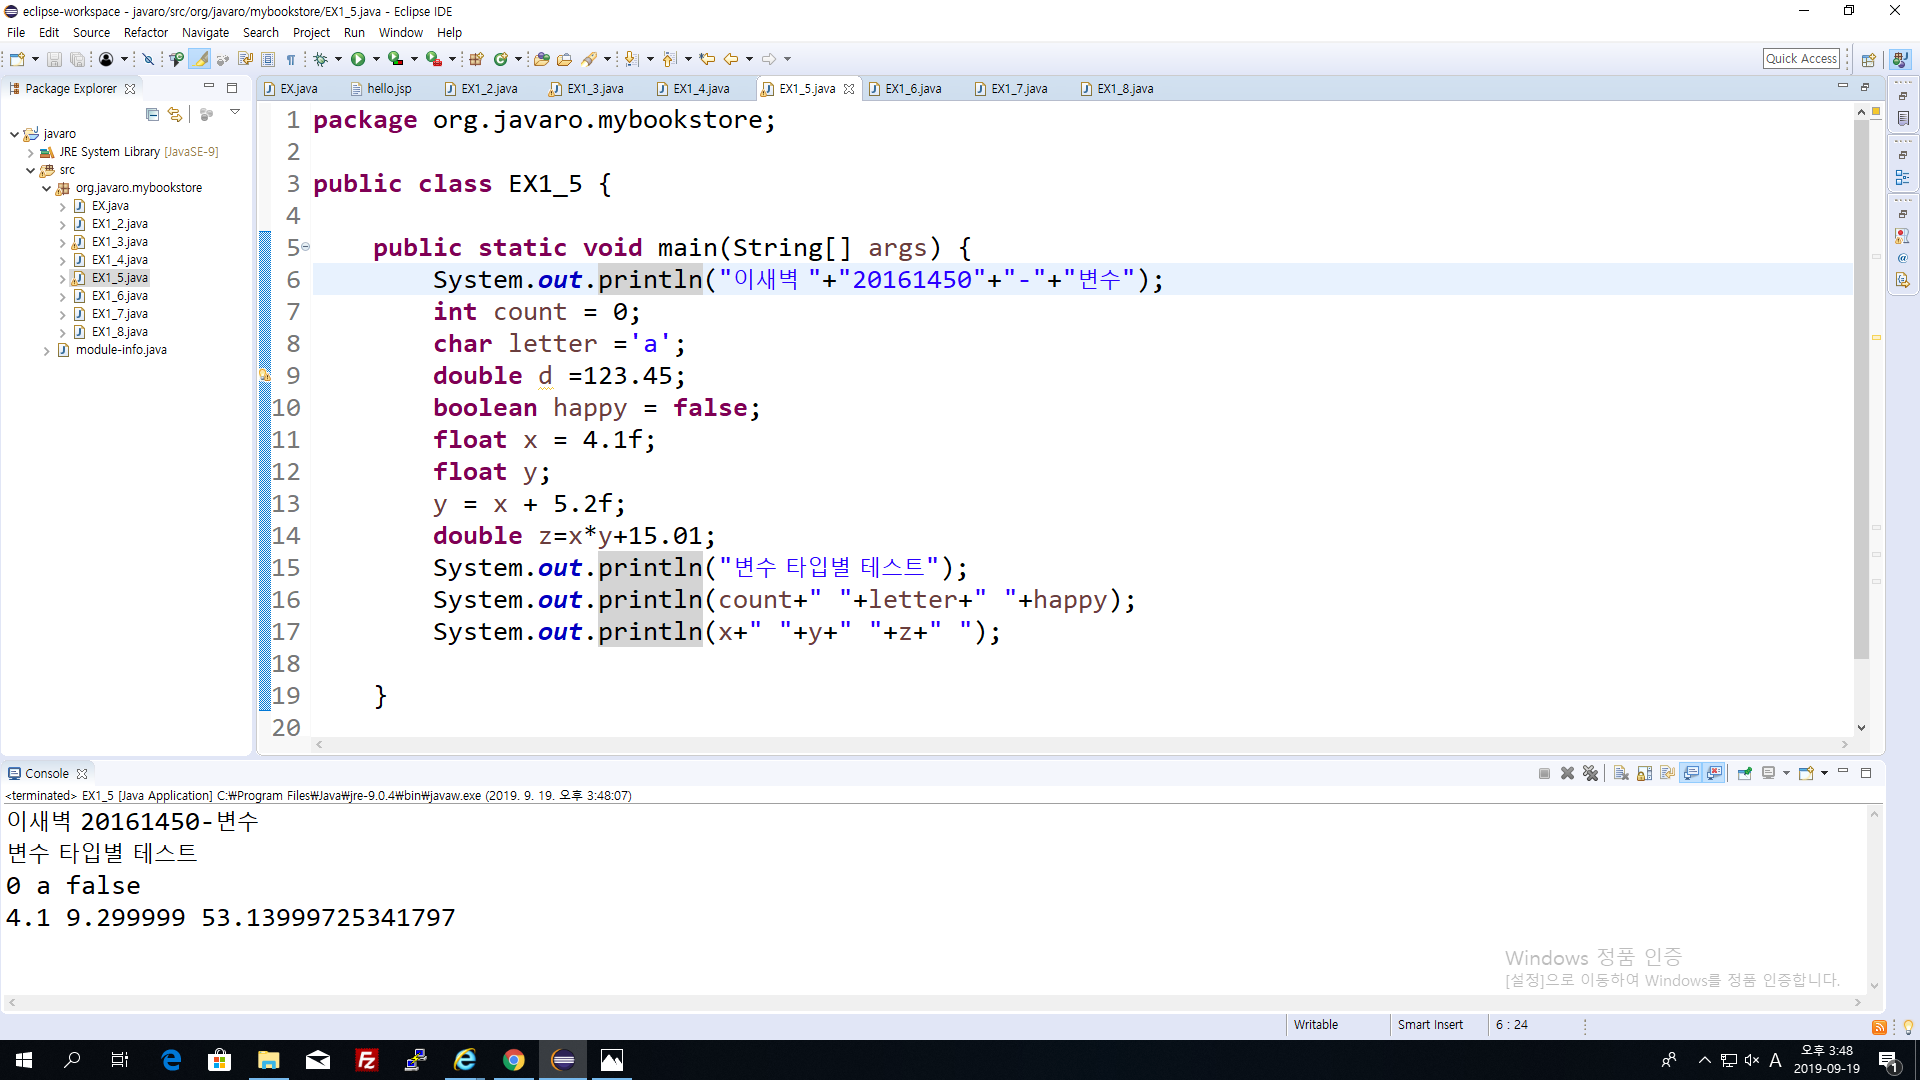 eclipse-workspace - javaro/src/org/javaro/mybookstore/EX1_5.java - Eclipse IDE
File Edit Source Refactor Navigate Search Project Run Window Help
Quick Access
Package Explorer
EX.java hello.jsp EX1_2.java EX1_3.java EX1_4.java EX1_5.java EX1_6.java EX1_7.java EX1_8.java
javaro
JRE System Library [JavaSE-9]
src
org.javaro.mybookstore
EX.java
EX1_2.java
EX1_3.java
EX1_4.java
EX1_5.java
EX1_6.java
EX1_7.java
EX1_8.java
module-info.java
1 package org.javaro.mybookstore;
2
3 public class EX1_5 {
4
5 public static void main(String[] args) {
6 System.out.println("이새벽 "+"20161450"+"-"+"변수");
7 int count = 0;
8 char letter ='a';
9 double d =123.45;
10 boolean happy = false;
11 float x = 4.1f;
12 float y;
13 y = x + 5.2f;
14 double z=x*y+15.01;
15 System.out.println("변수 타입별 테스트");
16 System.out.println(count+" "+letter+" "+happy);
17 System.out.println(x+" "+y+" "+z+" ");
18
19 }
20
Console
<terminated> EX1_5 [Java Application] C:₩Program Files₩Java₩jre-9.0.4₩bin₩javaw.exe (2019. 9. 19. 오후 3:48:07)
이새벽 20161450-변수
변수 타입별 테스트
0 a false
4.1 9.299999 53.13999725341797
Windows 정품 인증
[설정]으로 이동하여 Windows를 정품 인증합니다.
Writable Smart Insert 6 : 24
A 오후 3:48
2019-09-19
1